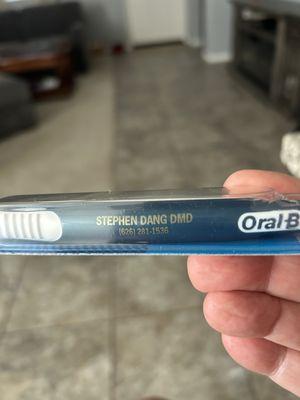 STEPHEN DANG DMD
(626) 281-1536
Oral-B